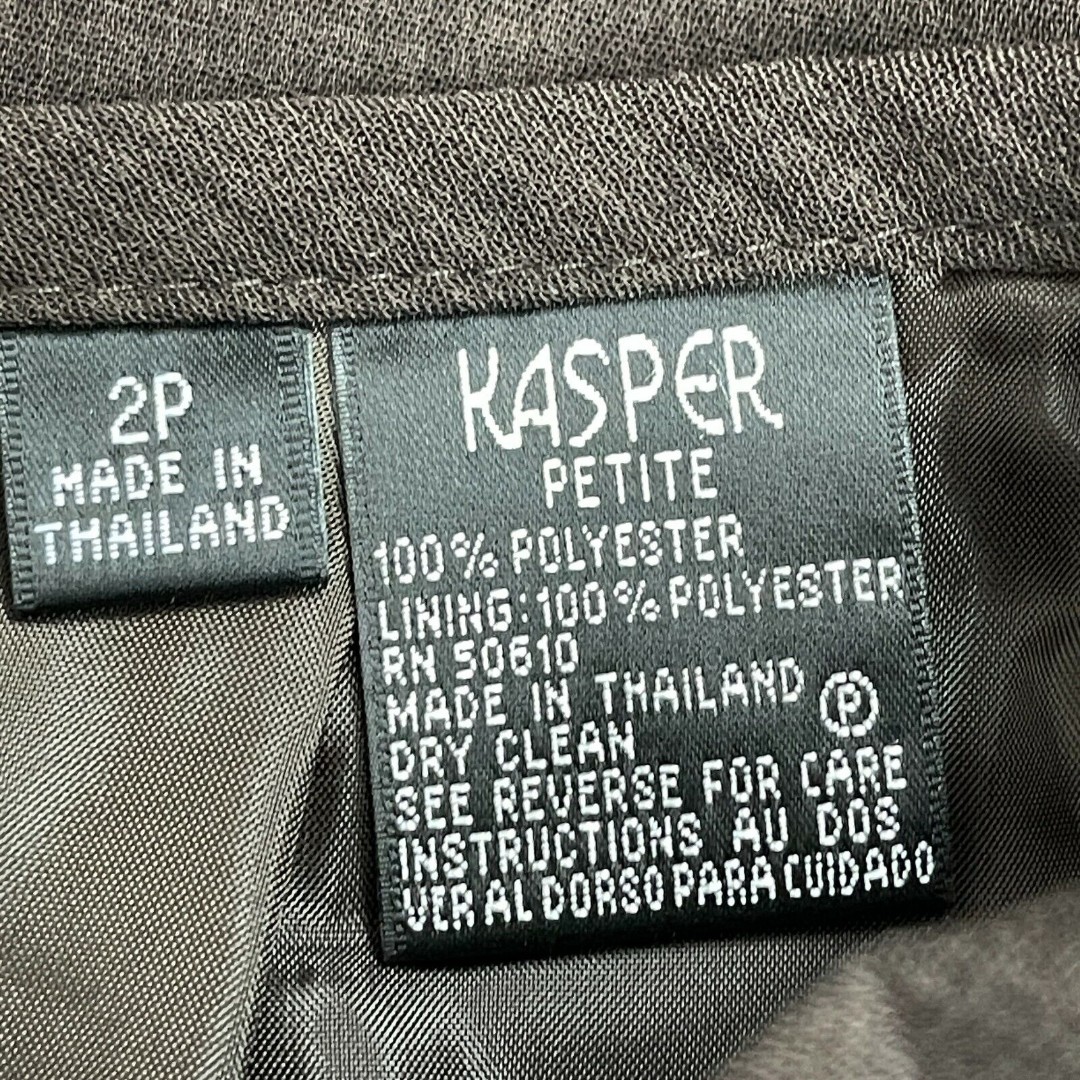 2P
MADE IN
THAILAND
KASPER
PETITE
100% POLYESTER
LINING: 100% POLYESTER
RN 50610
MADE IN THAILAND
P
DRY CLEAN
SEE REVERSE FOR CARE
INSTRUCTIONS AU DOS
VER AL DORSO PARA CUIDADO